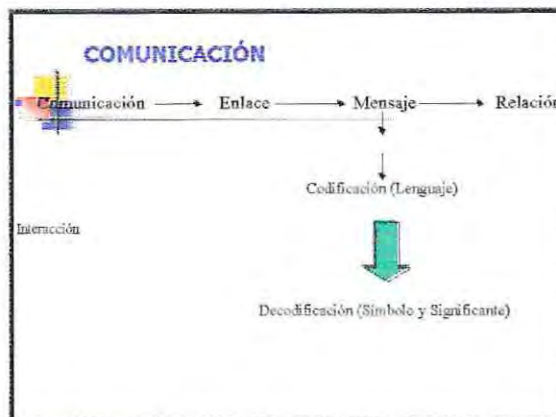 COMUNICACIÓN
Comunicación Enlace Mensaje Relación
Codificación (Lenguaje)
Interacción
Decodificación (Símbolo y Significante)